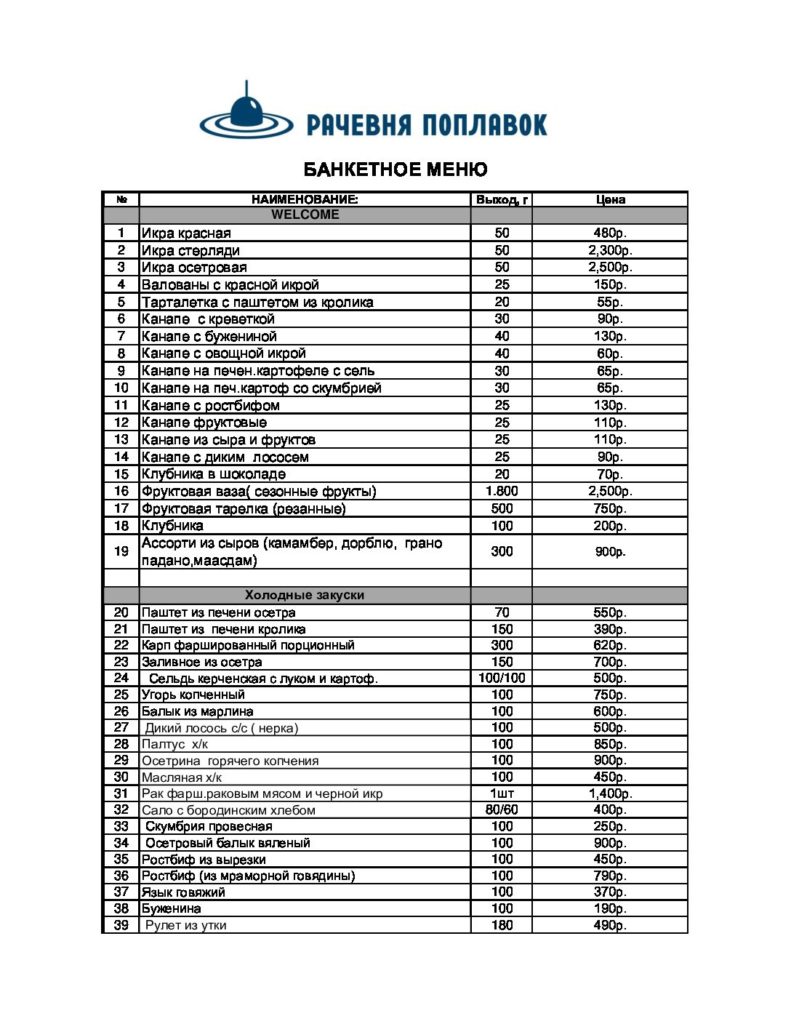 РАЧЕВНЯ ПОПЛАВОК
БАНКЕТНОЕ МЕНЮ
№ НАИМЕНОВАНИЕ: Выход, г Цена
WELCOME
1 Икра красная 50 480р.
2 Икра стерляди 50 2,300р.
3 Икра осетровая 50 2,500р.
4 Валованы с красной икрой 25 150р.
5 Тарталетка с паштетом из кролика 20 55р.
6 Канапе с креветкой 30 90р.
7 Канапе с бужениной 40 130р.
8 Канапе с овощной икрой 40 60р.
9 Канапе на печен.картофеле с сель 30 65р.
10 Канапе на печ.картоф со скумбрией 30 65р.
11 Канапе с ростбифом 25 130р.
12 Канапе фруктовые 25 110р.
13 Канапе из сыра и фруктов 25 110р.
14 Канапе с диким лососем 25 90р.
15 Клубника в шоколаде 20 70р.
16 Фруктовая ваза( сезонные фрукты) 1.800 2,500р.
17 Фруктовая тарелка (резанные) 500 750р.
18 Клубника 100 200р.
19 Ассорти из сыров (камамбер, дорблю, грано
падано,маасдам) 300 900р.
Холодные закуски
20 Паштет из печени осетра 70 550р.
21 Паштет из печени кролика 150 390р.
22 Карп фаршированный порционный 300 620р.
23 Заливное из осетра 150 700р.
24 Сельдь керченская с луком и картоф. 100/100 500р.
25 Угорь копченный 100 750р.
26 Балык из марлина 100 600р.
27 Дикий лосось с/с ( нерка) 100 500р.
28 Палтус х/к 100 850р.
29 Осетрина горячего копчения 100 900р.
30 Масляная х/к 100 450р.
31 Рак фарш.раковым мясом и черной икр 1шт 1,400р.
32 Сало с бородинским хлебом 80/60 400р.
33 Скумбрия провесная 100 250р.
34 Осетровый балык вяленый 100 900р.
35 Ростбиф из вырезки 100 450р.
36 Ростбиф (из мраморной говядины) 100 790р.
37 Язык говяжий 100 370р.
38 Буженина 100 190р.
39 Рулет из утки 180 490р.